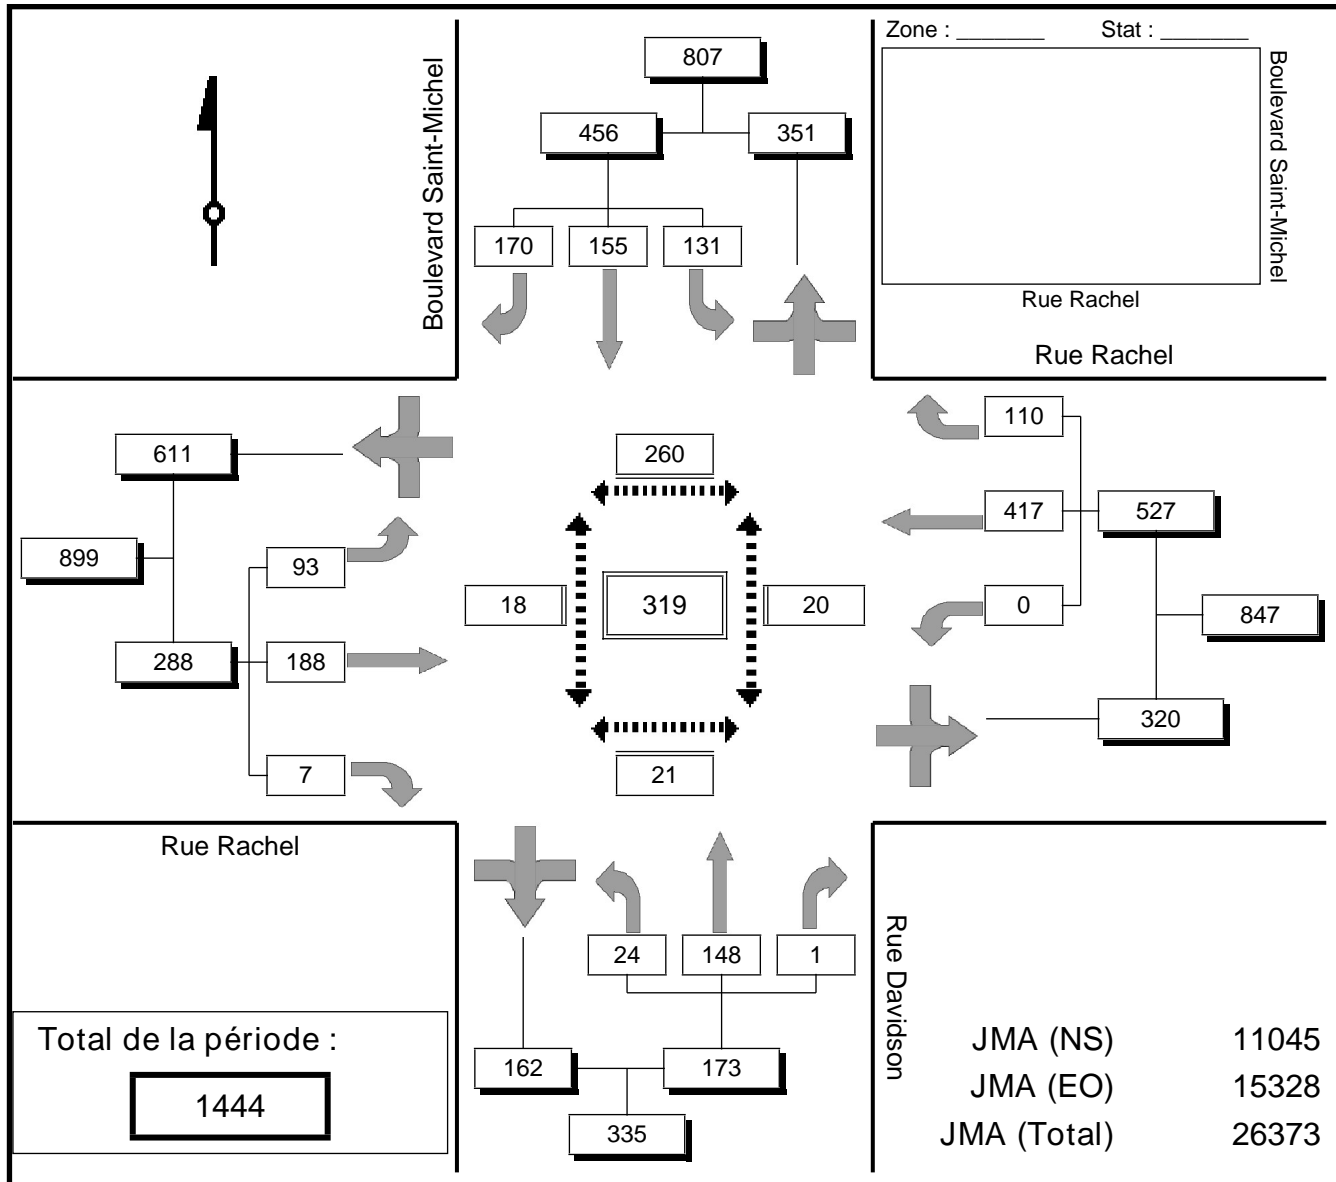 Zone : _______ Stat : _______
Boulevard Saint-Michel
807
456 351
170 155 131
Boulevard Saint-Michel
Rue Rachel
Rue Rachel
110
611
260
417 527
899
93
18 319 20
0 847
288 188
320
7
21
Rue Rachel
24 148 1
Rue Davidson
Total de la période :
1444
162 173
335
JMA (NS) 11045
JMA (EO) 15328
JMA (Total) 26373